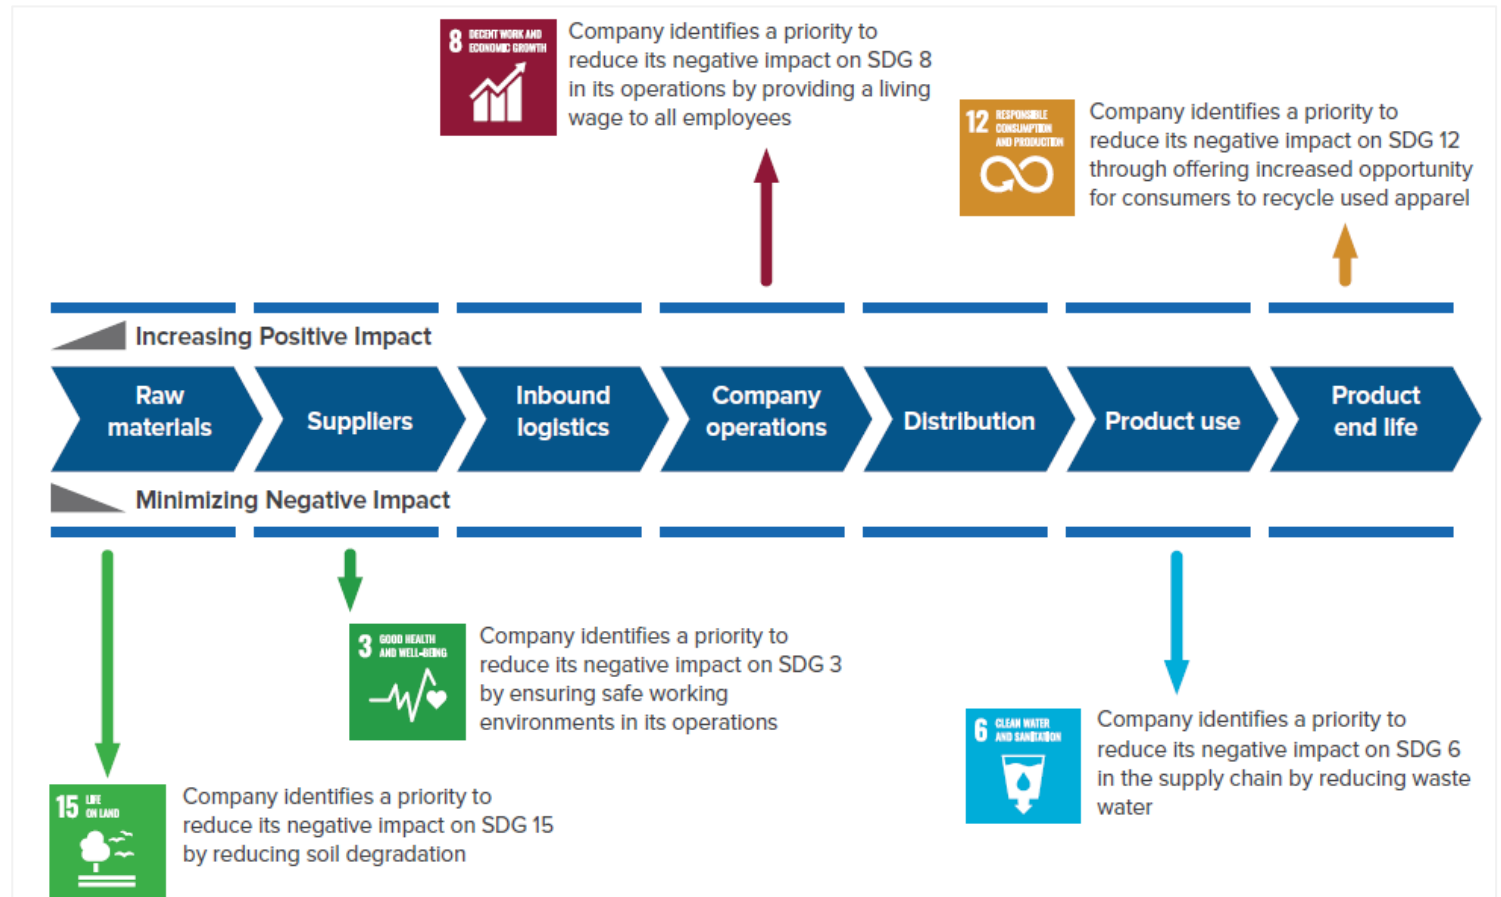 8 DECENT WORK AND
ECONOMIC GROWTH
Company identifies a priority to
reduce its negative impact on SDG 8
in its operations by providing a living
wage to all employees
12 RESPONSIBLE
CONSUMPTION
AND PRODUCTION
Company identifies a priority to
reduce its negative impact on SDG 12
through offering increased opportunity
for consumers to recycle used apparel
Increasing Positive Impact
Raw
materials
Suppliers
Inbound
logistics
Company
operations
Distribution
Product use
Product
end life
Minimizing Negative Impact
3 GOOD HEALTH
AND WELL-BEING
Company identifies a priority to
reduce its negative impact on SDG 3
by ensuring safe working
environments in its operations
6 CLEAN WATER
AND SANITATION
Company identifies a priority to
reduce its negative impact on SDG 6
in the supply chain by reducing waste
water
15 LIFE
ON LAND
Company identifies a priority to
reduce its negative impact on SDG 15
by reducing soil degradation